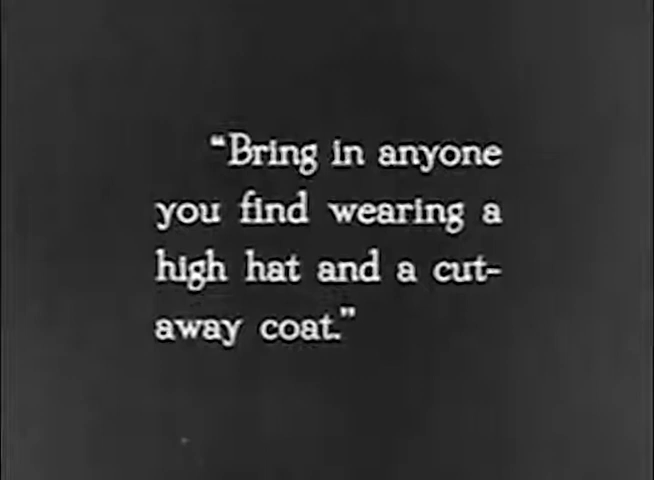 “Bring in anyone
you find wearing a
high hat and a cut-
away coat.”